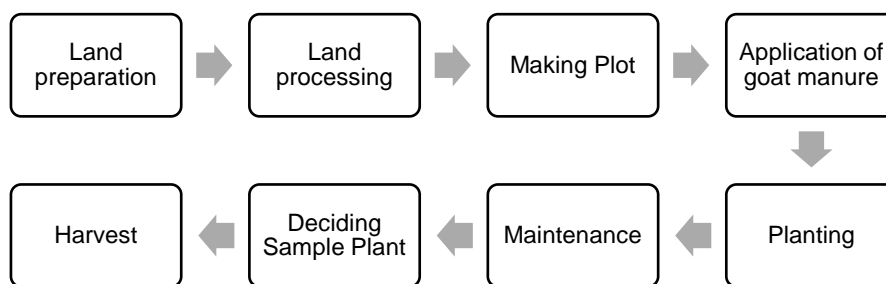 Land
preparation
Land
processing
Making Plot
Application of
goat manure
Planting
Maintenance
Deciding
Sample Plant
Harvest